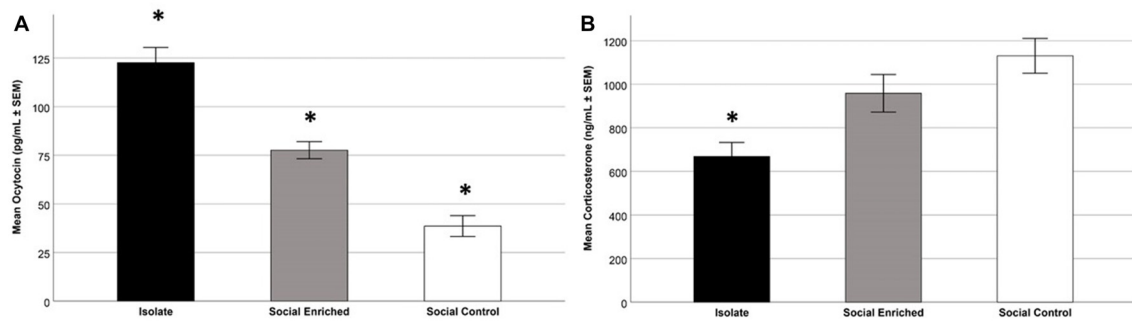 A
*
Mean Ocytocin (pg/mL ± SEM)
125
*
100
75
*
50
25
0
Isolate Social Enriched Social Control
B
Mean Corticosterone (ng/mL ± SEM)
1200
1000
*
800
600
400
200
0
Isolate Social Enriched Social Control